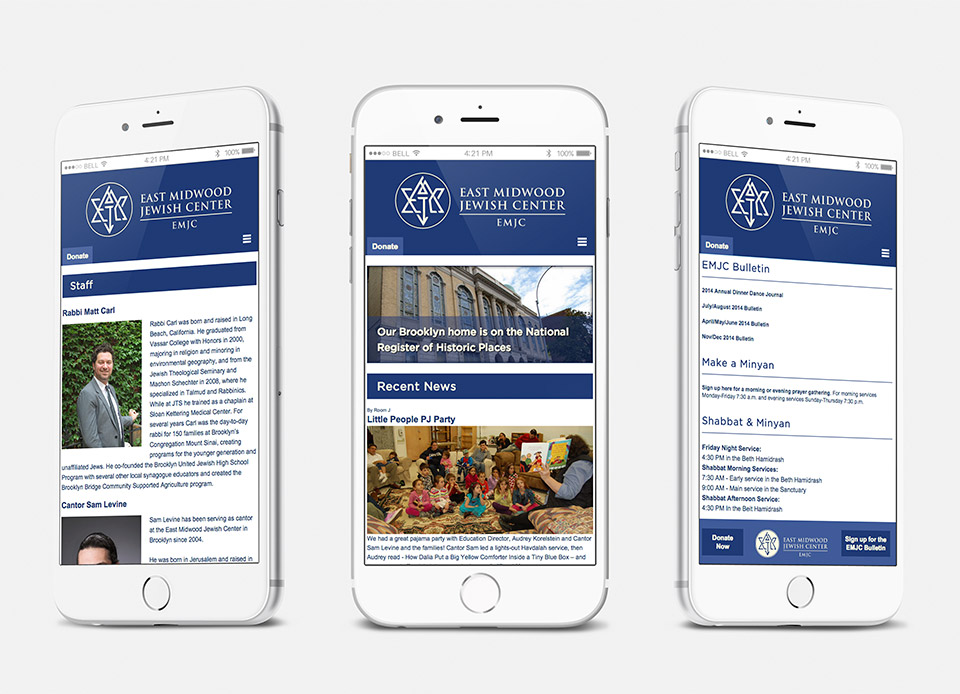 BELL
4:21 PM
100%
EAST MIDWOOD
JEWISH CENTER
EMJC
Donate
Staff
Rabbi Matt Carl
Rabbi Carl was born and raised in Long
Beach, California. He graduated from
Vassar College with Honors in 2000,
majoring in religion and minoring in
environmental geography, and from the
Jewish Theological Seminary and
Machon Schechter in 2008, where he
specialized in Talmud and Rabbinics.
While at JTS he trained as a chaplain at
Sloan Kettering Medical Center. For
several years Carl was the day-to-day
rabbi for 150 families at Brooklyn's
Congregation Mount Sinai, creating
programs for the younger generation and
unaffiliated Jews. He co-founded the Brooklyn United Jewish High School
Program with several other local synagogue educators and created the
Brooklyn Bridge Community Supported Agriculture program.
Cantor Sam Levine
Sam Levine has been serving as cantor
at the East Midwood Jewish Center in
Brooklyn since 2004.
He was born in Jerusalem and raised in
BELL
4:21 PM
100%
EAST MIDWOOD
JEWISH CENTER
EMJC
Donate
Our Brooklyn home is on the National
Register of Historic Places
Recent News
By Room J
Little People PJ Party
We had a great pajama party with Education Director, Audrey Korelstein and Cantor
Sam Levine and the families! Cantor Sam led a lights-out Havdalah service, then
Audrey read - How Dalia Put a Big Yellow Comforter Inside a Tiny Blue Box – and
BELL
4:21 PM
100%
EAST MIDWOOD
JEWISH CENTER
EMJC
Donate
EMJC Bulletin
2014 Annual Dinner Dance Journal
July/August 2014 Bulletin
April/May/June 2014 Bulletin
Nov/Dec 2014 Bulletin
Make a Minyan
Sign up here for a morning or evening prayer gathering. For morning services
Monday-Friday 7:30 a.m. and evening services Sunday-Thursday 7:30 p.m.
Shabbat & Minyan
Friday Night Service:
4:30 PM in the Beth Hamidrash
Shabbat Morning Services:
7:30 AM - Early service in the Beth Hamidrash
9:00 AM - Main service in the Sanctuary
Shabbat Afternoon Service:
4:30 PM In the Beit Hamidrash
Donate
Now
EAST MIDWOOD
JEWISH CENTER
EMJC
Sign up for the
EMJC Bulletin